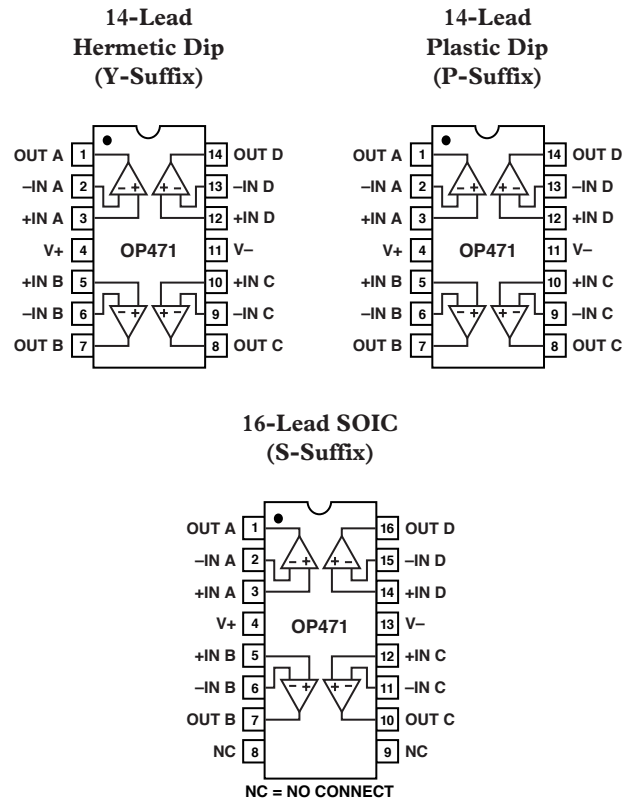 14-Lead
Hermetic Dip
(Y-Suffix)
14-Lead
Plastic Dip
(P-Suffix)
OUT A 1 14 OUT D
–IN A 2 – + + – 13 –IN D
+IN A 3 12 +IN D
V+ 4 OP471 11 V–
+IN B 5 10 +IN C
–IN B 6 – + + – 9 –IN C
OUT B 7 8 OUT C
OUT A 1 14 OUT D
–IN A 2 – + + – 13 –IN D
+IN A 3 12 +IN D
V+ 4 OP471 11 V–
+IN B 5 10 +IN C
–IN B 6 – + + – 9 –IN C
OUT B 7 8 OUT C
16-Lead SOIC
(S-Suffix)
OUT A 1 16 OUT D
–IN A 2 – + + – 15 –IN D
+IN A 3 14 +IN D
V+ 4 OP471 13 V–
+IN B 5 12 +IN C
–IN B 6 – + + – 11 –IN C
OUT B 7 10 OUT C
NC 8 9 NC
NC = NO CONNECT